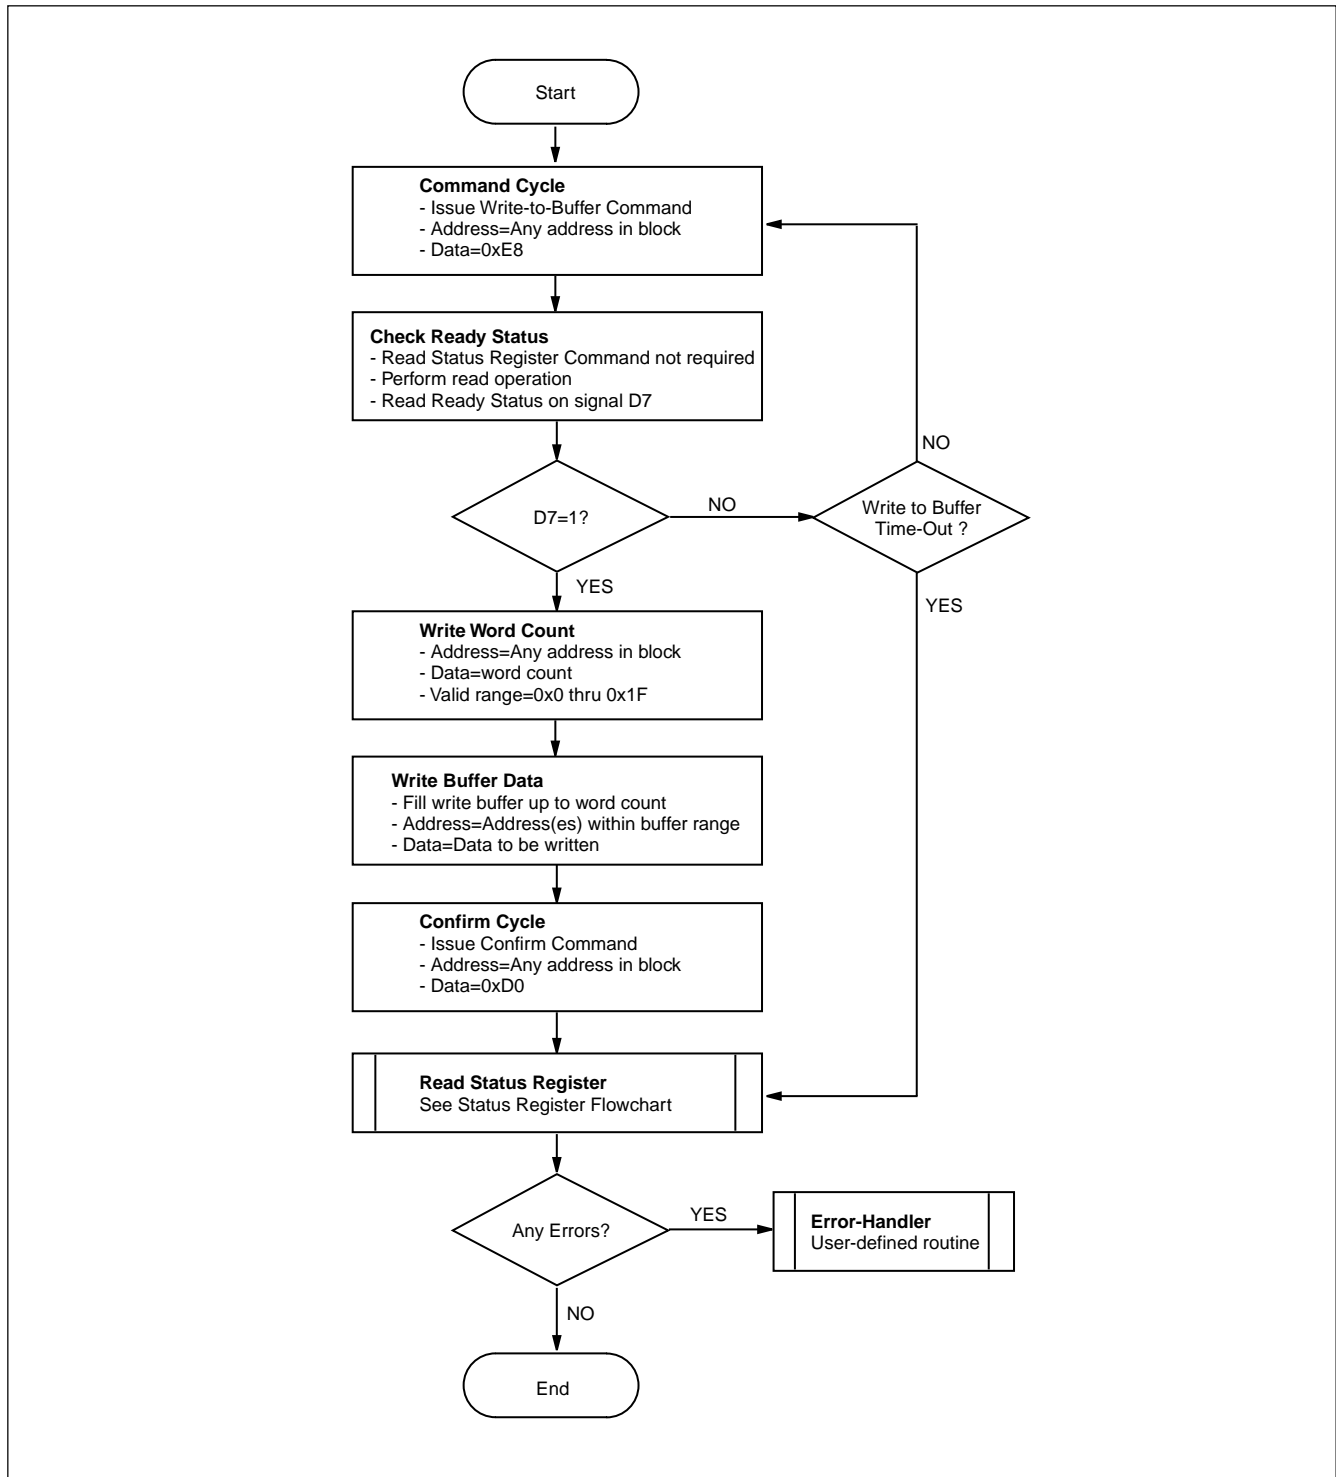 Start
Command Cycle
- Issue Write-to-Buffer Command
- Address=Any address in block
- Data=0xE8
Check Ready Status
- Read Status Register Command not required
- Perform read operation
- Read Ready Status on signal D7
NO
D7=1?
NO
Write to Buffer
Time-Out ?
YES
YES
Write Word Count
- Address=Any address in block
- Data=word count
- Valid range=0x0 thru 0x1F
Write Buffer Data
- Fill write buffer up to word count
- Address=Address(es) within buffer range
- Data=Data to be written
Confirm Cycle
- Issue Confirm Command
- Address=Any address in block
- Data=0xD0
Read Status Register
See Status Register Flowchart
Any Errors?
YES
Error-Handler
User-defined routine
NO
End